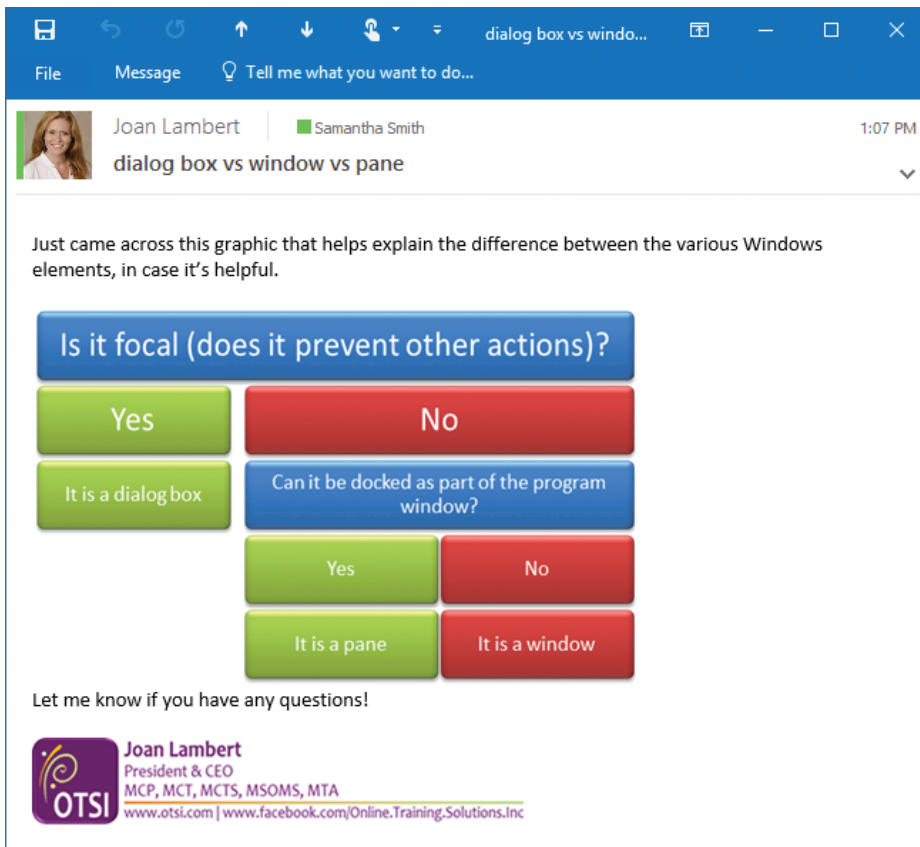 dialog box vs windo...
File Message Tell me what you want to do...
Joan Lambert Samantha Smith 1:07 PM
dialog box vs window vs pane
Just came across this graphic that helps explain the difference between the various Windows
elements, in case it's helpful.
Is it focal (does it prevent other actions)?
Yes No
It is a dialog box
Can it be docked as part of the program
window?
Yes No
It is a pane It is a window
Let me know if you have any questions!
Joan Lambert
President & CEO
MCP, MCT, MCTS, MSOMS, MTA
www.otsi.com | www.facebook.com/Online.Training.Solutions.Inc
OTSI